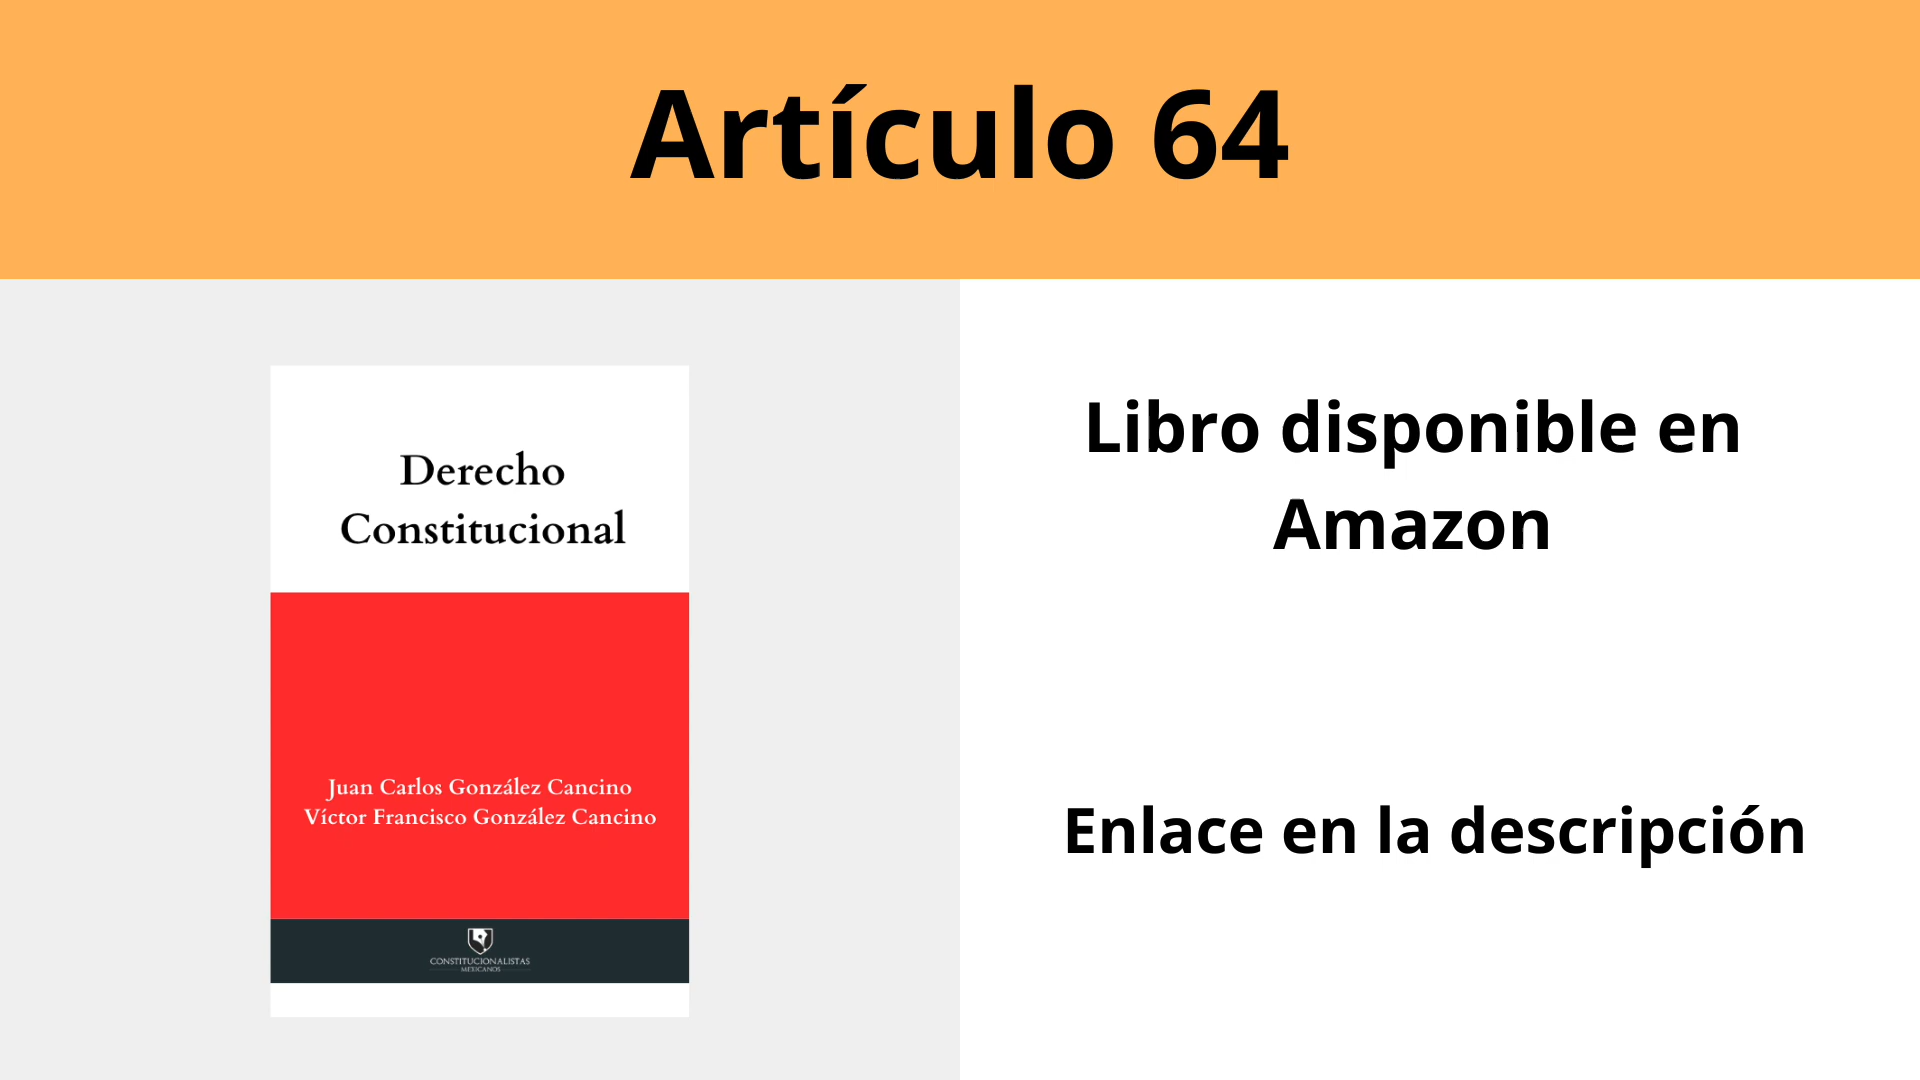 Artículo 64
Derecho
Constitucional
Juan Carlos González Cancino
Víctor Francisco González Cancino
CONSTITUCIONALISTAS
MEXICANOS
Libro disponible en
Amazon
Enlace en la descripción